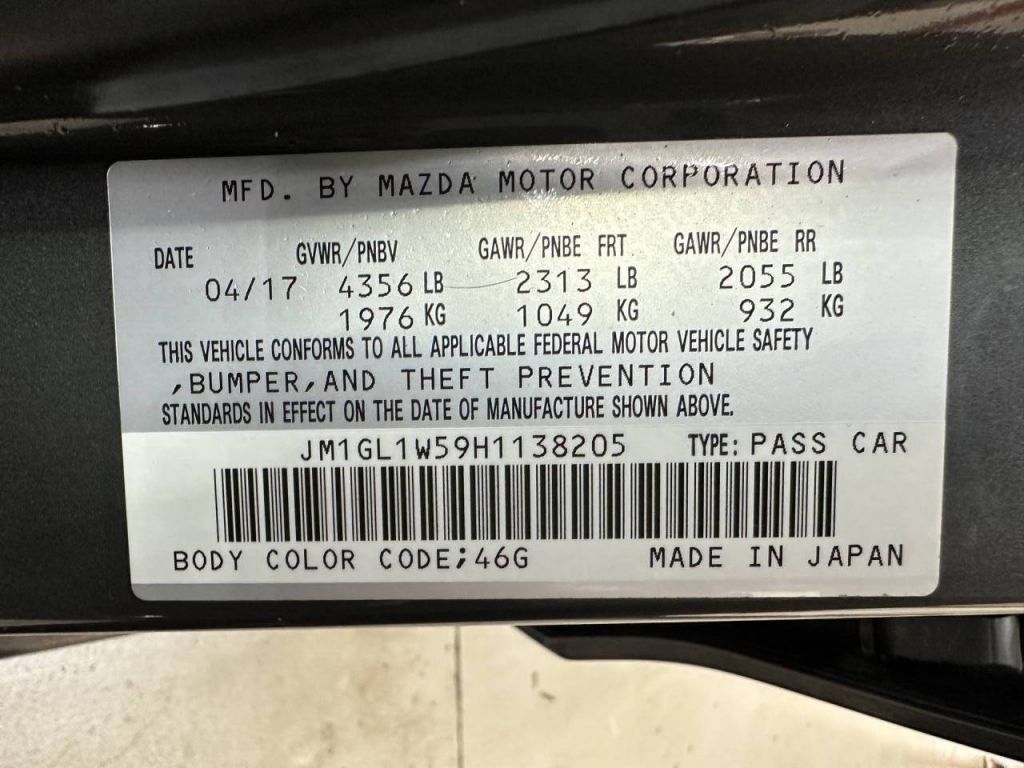 MFD. BY MAZDA MOTOR CORPORATION
DATE GVWR/PNBV GAWR/PNBE FRT GAWR/PNBE RR
04/17 4356 LB 2313 LB 2055 LB
1976 KG 1049 KG 932 KG
THIS VEHICLE CONFORMS TO ALL APPLICABLE FEDERAL MOTOR VEHICLE SAFETY
,BUMPER,AND THEFT PREVENTION
STANDARDS IN EFFECT ON THE DATE OF MANUFACTURE SHOWN ABOVE.
JM1GL1W59H1138205 TYPE: PASS CAR
BODY COLOR CODE;46G MADE IN JAPAN